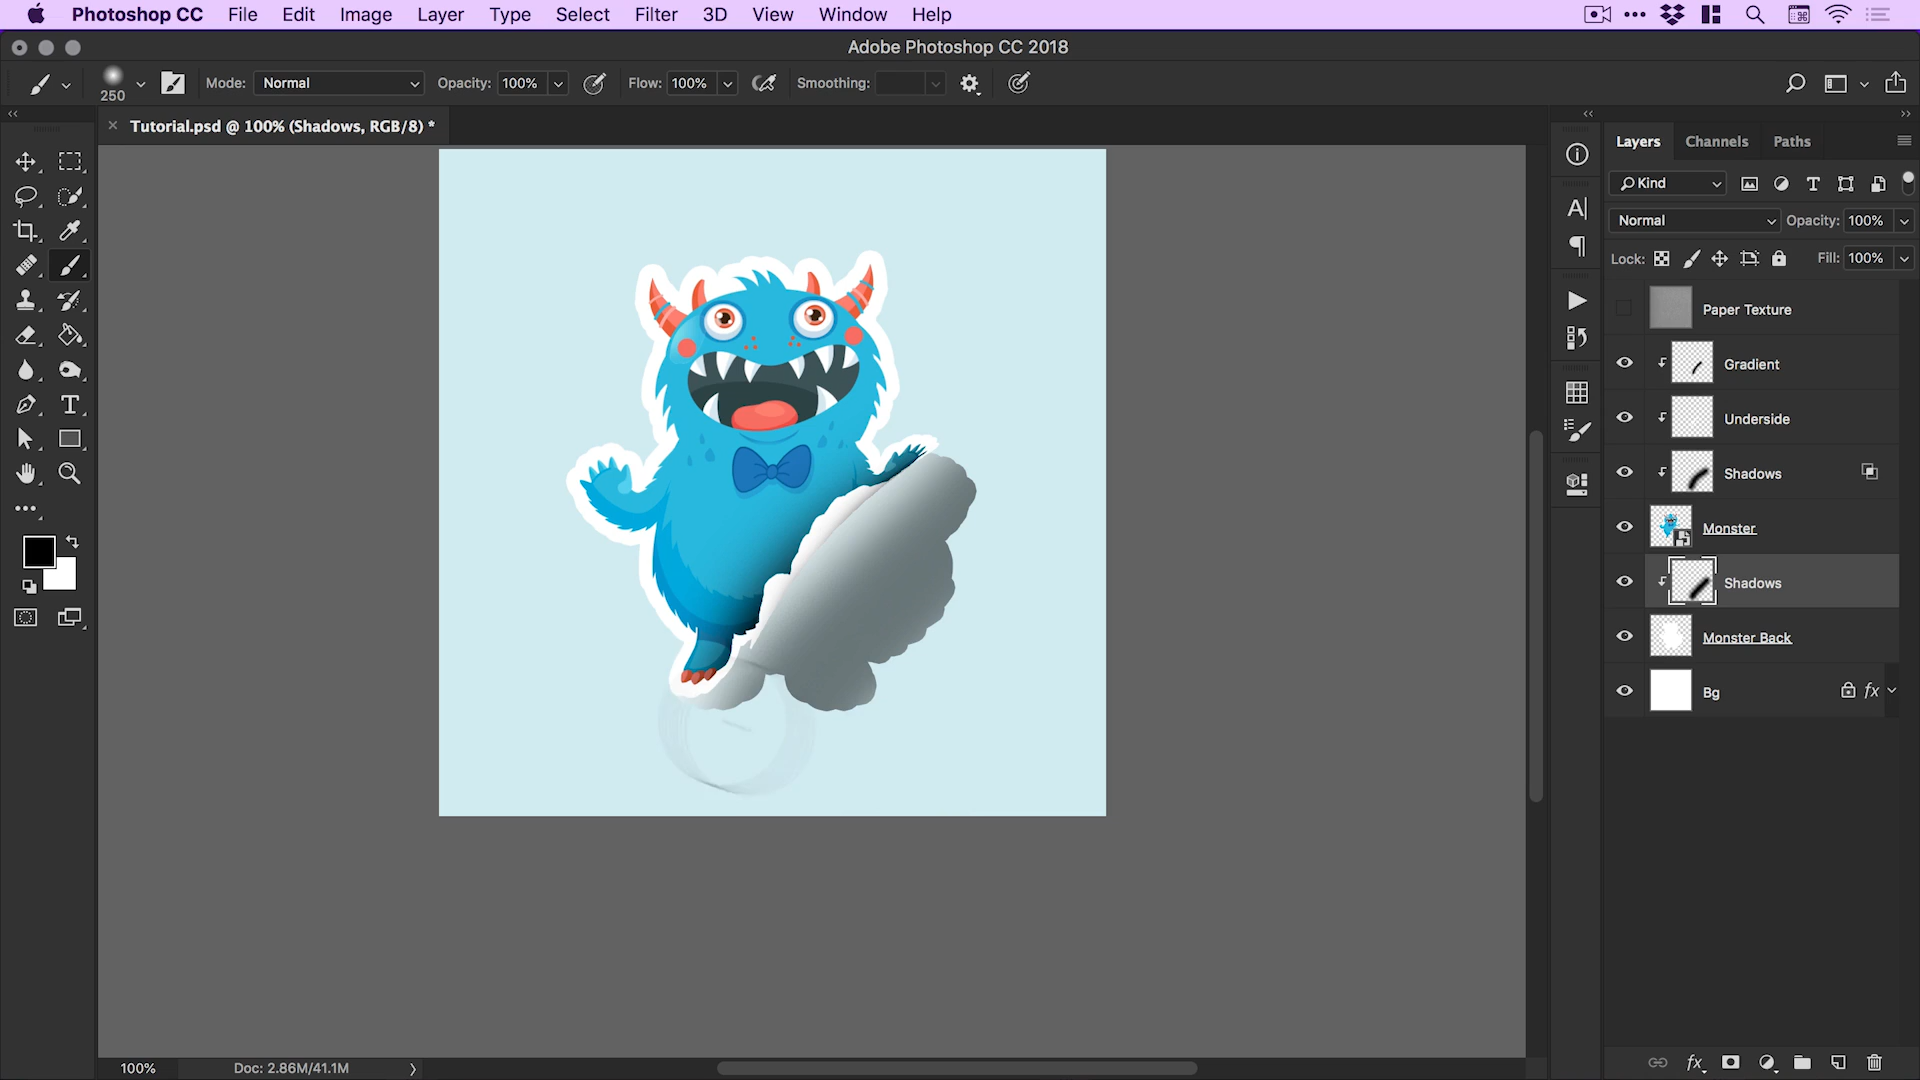 Photoshop CC File Edit Image Layer Type Select Filter 3D View Window Help
Adobe Photoshop CC 2018
250 Mode: Normal Opacity: 100% Flow: 100% Smoothing:
Tutorial.psd @ 100% (Shadows, RGB/8) *
Layers Channels Paths
Kind
Normal Opacity: 100%
Lock: Fill: 100%
Paper Texture
Gradient
Underside
Shadows
Monster
Shadows
Monster Back
Bg fx
100% Doc: 2.86M/41.1M
fx